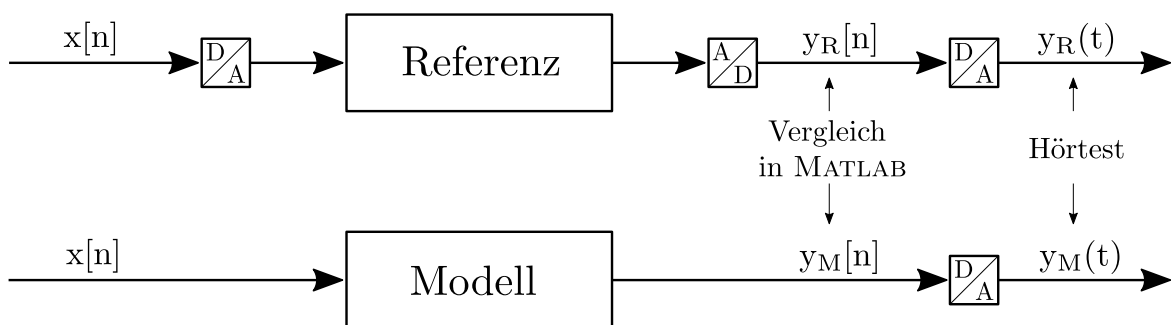 x[n]
D
A
Referenz
A
D
y_R[n]
D
A
y_R(t)
Vergleich
in MATLAB
Hörtest
x[n]
Modell
y_M[n]
D
A
y_M(t)